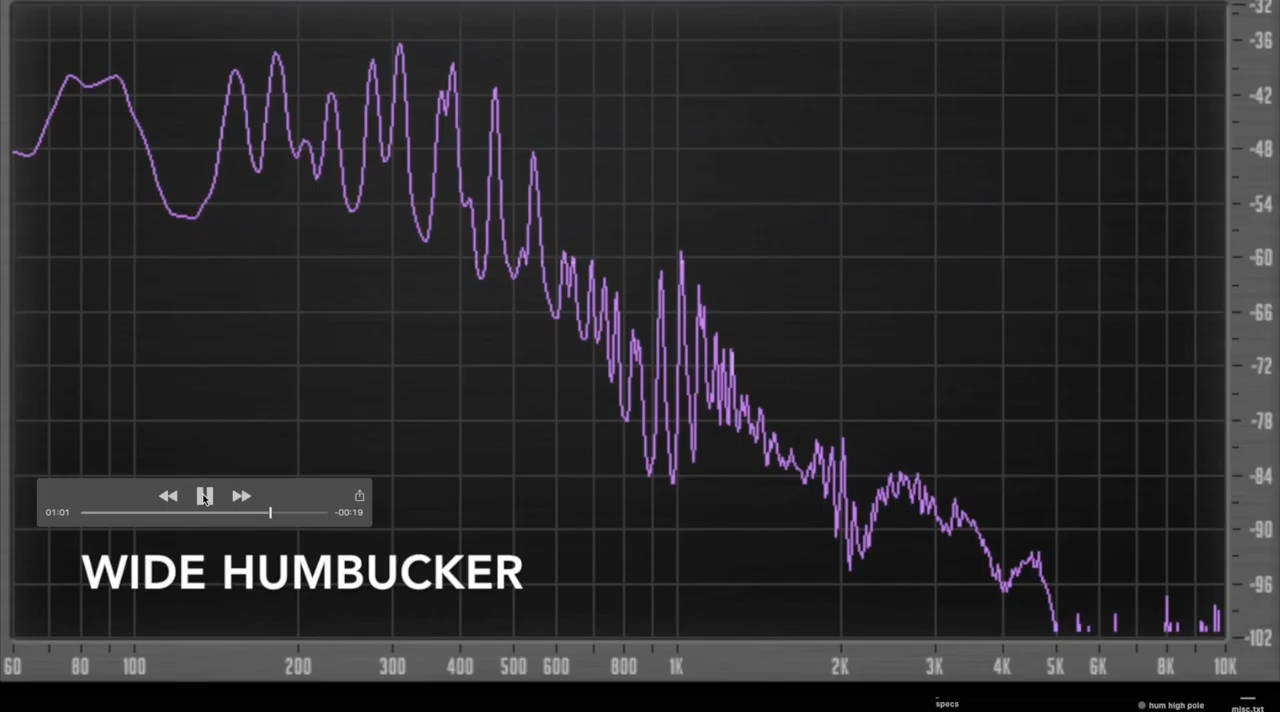 -32
-36
-42
-48
-54
-60
-66
-72
-78
-84
-90
-96
-102
01:01 -00:19
WIDE HUMBUCKER
60 80 100 200 300 400 500 600 800 1K 2K 3K 4K 5K 6K 8K 10K
specs
hum high pole
misc.txt